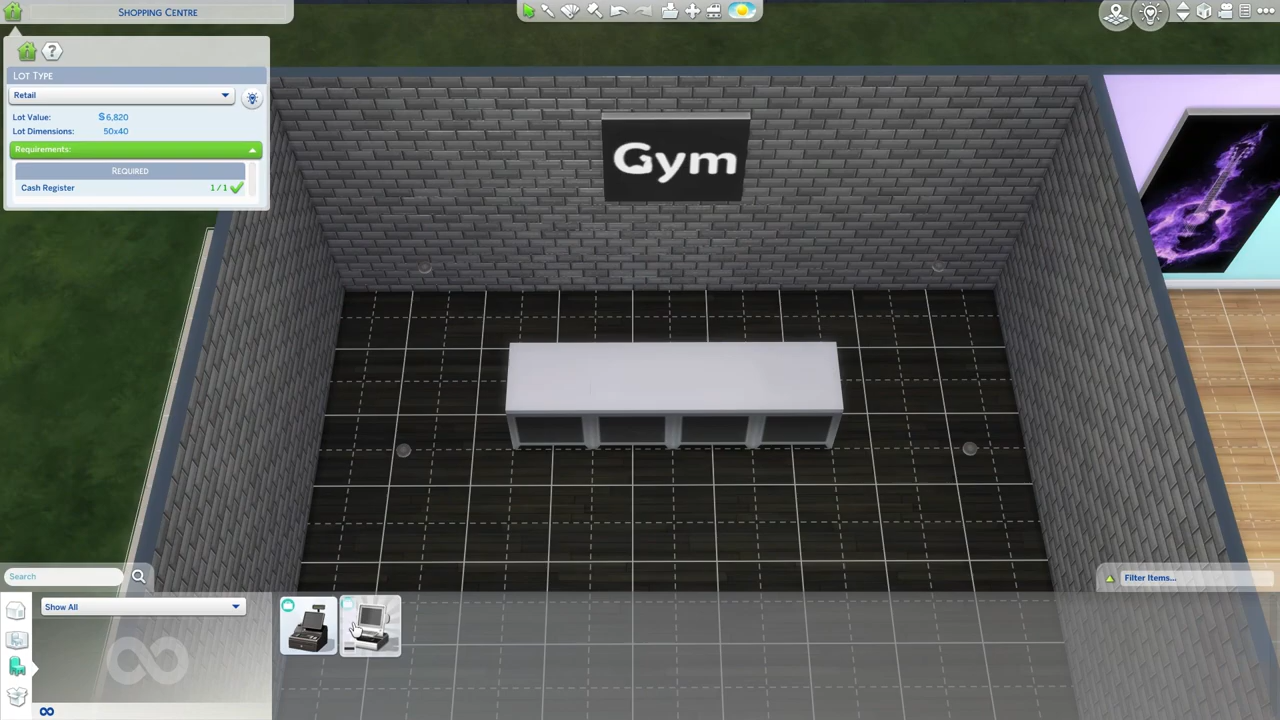 SHOPPING CENTRE
?
LOT TYPE
Retail
Lot Value: §6,820
Lot Dimensions: 50x40
Requirements:
REQUIRED
Cash Register 1 / 1
Gym
Search
Filter Items...
Show All